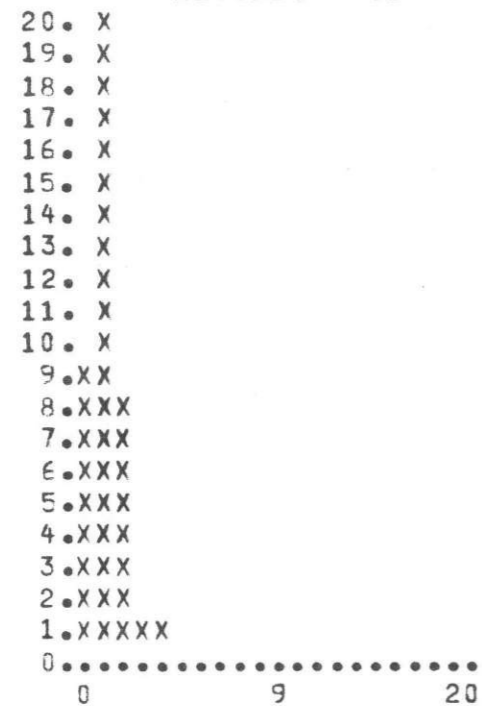 20. X
19. X
18. X
17. X
16. X
15. X
14. X
13. X
12. X
11. X
10. X
9.XX
8.XXX
7.XXX
6.XXX
5.XXX
4.XXX
3.XXX
2.XXX
1.XXXXX
0.....................
0 9 20